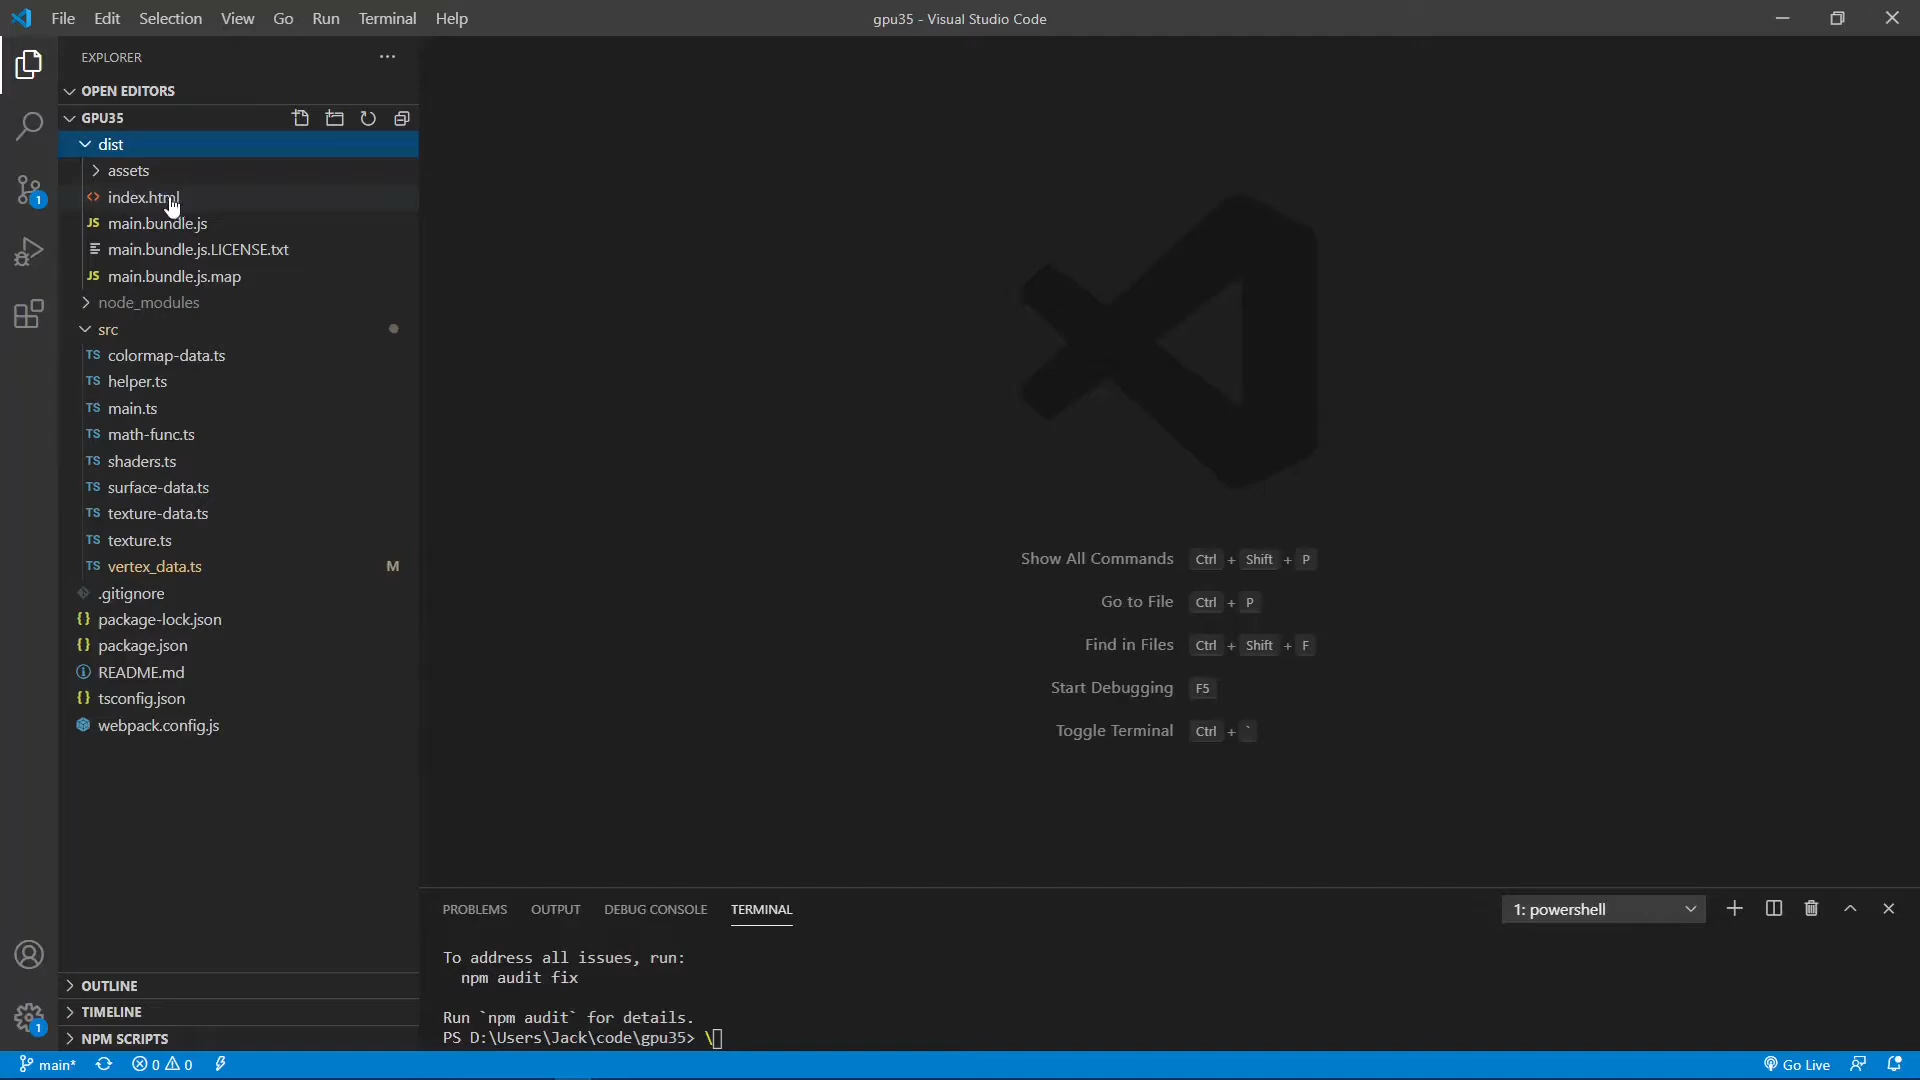 File Edit Selection View Go Run Terminal Help
gpu35 - Visual Studio Code
EXPLORER
OPEN EDITORS
GPU35
dist
assets
index.html
JS main.bundle.js
main.bundle.js.LICENSE.txt
JS main.bundle.js.map
node_modules
src
TS colormap-data.ts
TS helper.ts
TS main.ts
TS math-func.ts
TS shaders.ts
TS surface-data.ts
TS texture-data.ts
TS texture.ts
TS vertex_data.ts M
.gitignore
{} package-lock.json
{} package.json
README.md
{} tsconfig.json
webpack.config.js
OUTLINE
TIMELINE
NPM SCRIPTS
1
1
Show All Commands Ctrl + Shift + P
Go to File Ctrl + P
Find in Files Ctrl + Shift + F
Start Debugging F5
Toggle Terminal Ctrl + `
PROBLEMS OUTPUT DEBUG CONSOLE TERMINAL
1: powershell
To address all issues, run:
npm audit fix
Run `npm audit` for details.
PS D:\Users\Jack\code\gpu35> \
main* 0 0
Go Live